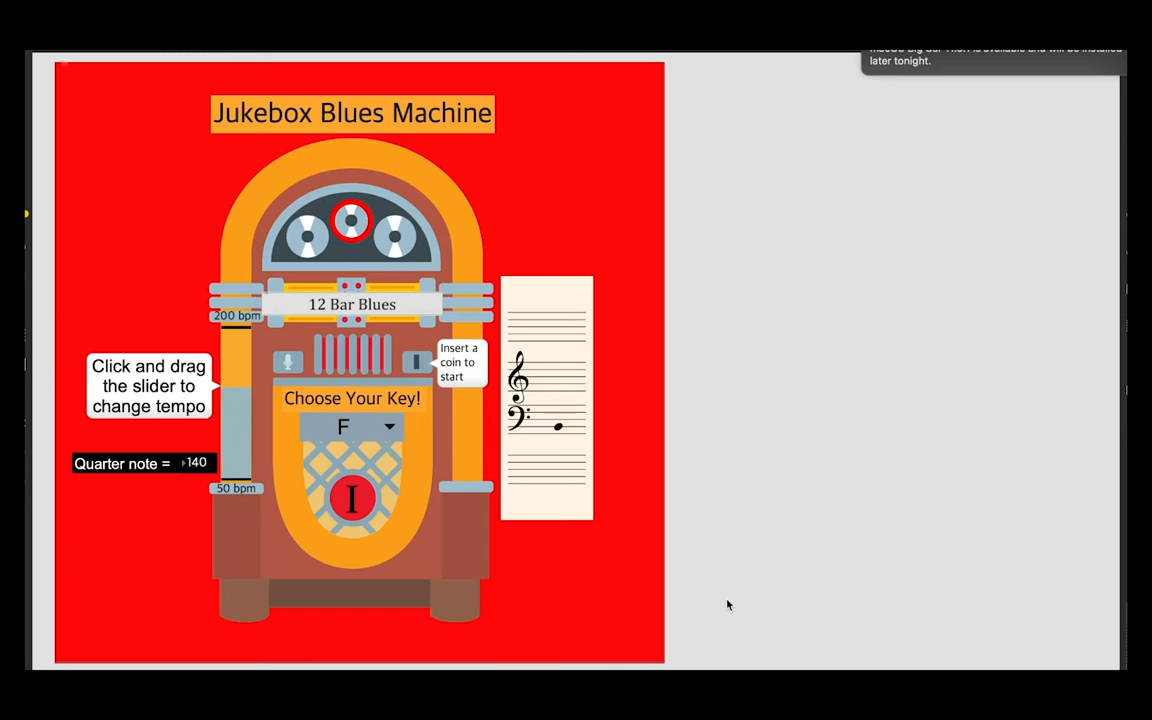 later tonight.
Jukebox Blues Machine
12 Bar Blues
200 bpm
Insert a
coin to
start
Click and drag
the slider to
change tempo
Choose Your Key!
F
Quarter note = 140
50 bpm
I